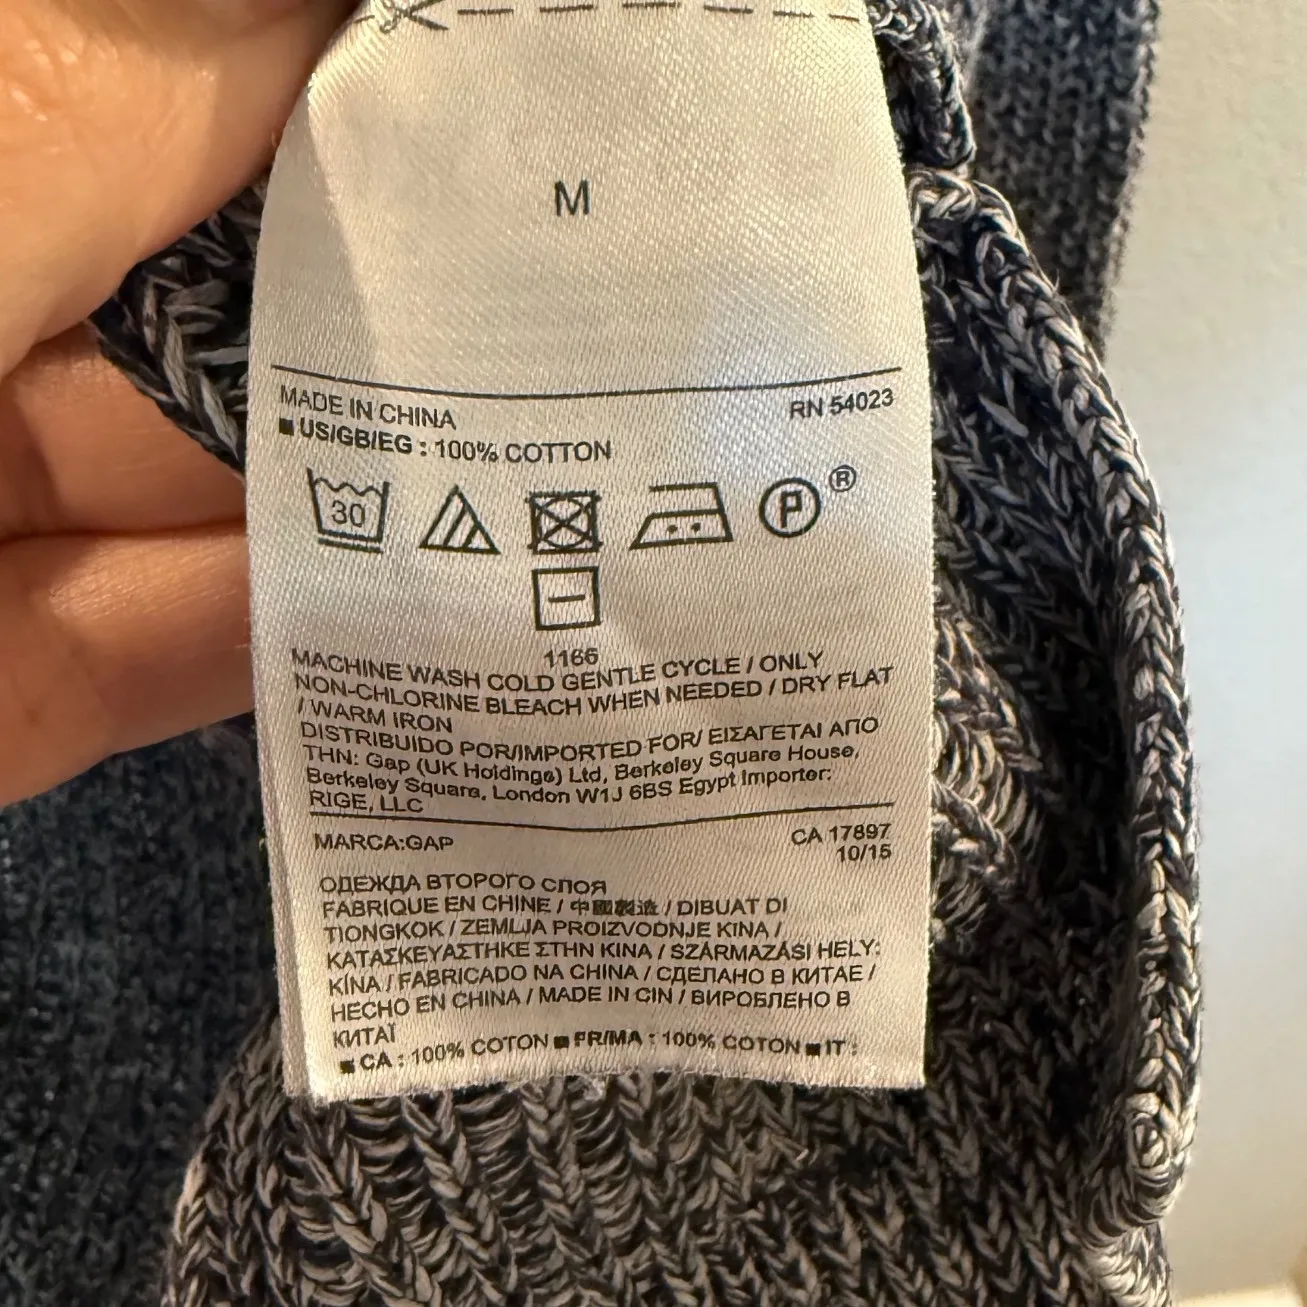 M
MADE IN CHINA
RN 54023
■ US/GB/EG : 100% COTTON
30
P ®
1166
MACHINE WASH COLD GENTLE CYCLE / ONLY
NON-CHLORINE BLEACH WHEN NEEDED / DRY FLAT
/ WARM IRON
DISTRIBUIDO POR/IMPORTED FOR/ ΕΙΣΑΓΕΤΑΙ ΑΠΟ
THN: Gap (UK Holdings) Ltd, Berkeley Square House,
Berkeley Square, London W1J 6BS Egypt Importer:
RIGE, LLC
MARCA:GAP
CA 17897
10/15
ОДЕЖДА ВТОРОГО СЛОЯ
FABRIQUE EN CHINE / 中國製造 / DIBUAT DI
TIONGKOK / ZEMLJA PROIZVODNJE KINA /
ΚΑΤΑΣΚΕΥΑΣΤΗΚΕ ΣΤΗΝ ΚΙΝΑ / SZÁRMAZÁSI HELY:
KÍNA / FABRICADO NA CHINA / СДЕЛАНО В КИТАЕ /
HECHO EN CHINA / MADE IN CIN / ВИРОБЛЕНО В
КИТАЇ
■ CA : 100% COTON ■ FR/MA : 100% COTON ■ IT :